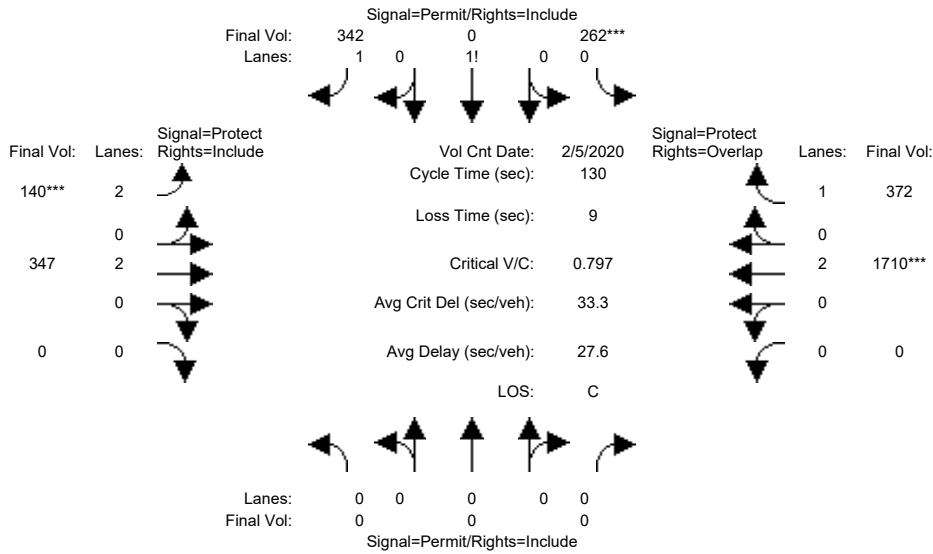 Signal=Permit/Rights=Include
Final Vol: 342 0 262***
Lanes: 1 0 1! 0 0
Signal=Protect
Final Vol: Lanes: Rights=Include
Vol Cnt Date: 2/5/2020
Signal=Protect
Rights=Overlap Lanes: Final Vol:
Cycle Time (sec): 130
140*** 2
1 372
Loss Time (sec): 9
0
0
347 2
Critical V/C: 0.797
2 1710***
0
Avg Crit Del (sec/veh): 33.3
0
0 0
Avg Delay (sec/veh): 27.6
0 0
LOS: C
Lanes: 0 0 0 0 0
Final Vol: 0 0 0
Signal=Permit/Rights=Include